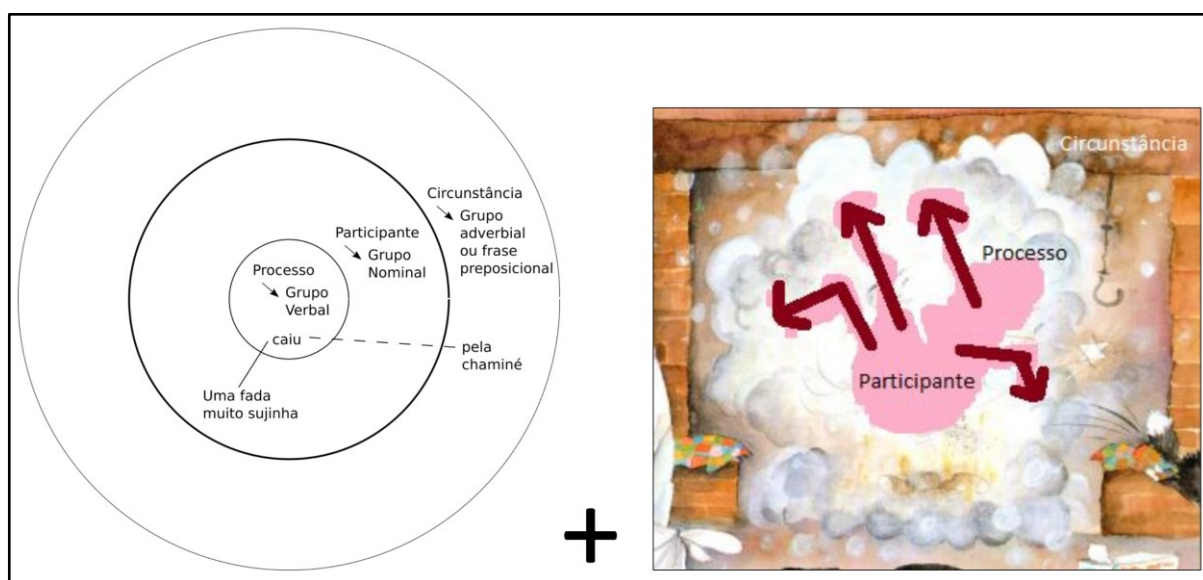 Circunstância
Grupo
adverbial
ou frase
preposicional
Participante
Grupo
Nominal
Processo
Grupo
Verbal
caiu
pela
chaminé
Uma fada
muito sujinha
+
Circunstância
Processo
Participante